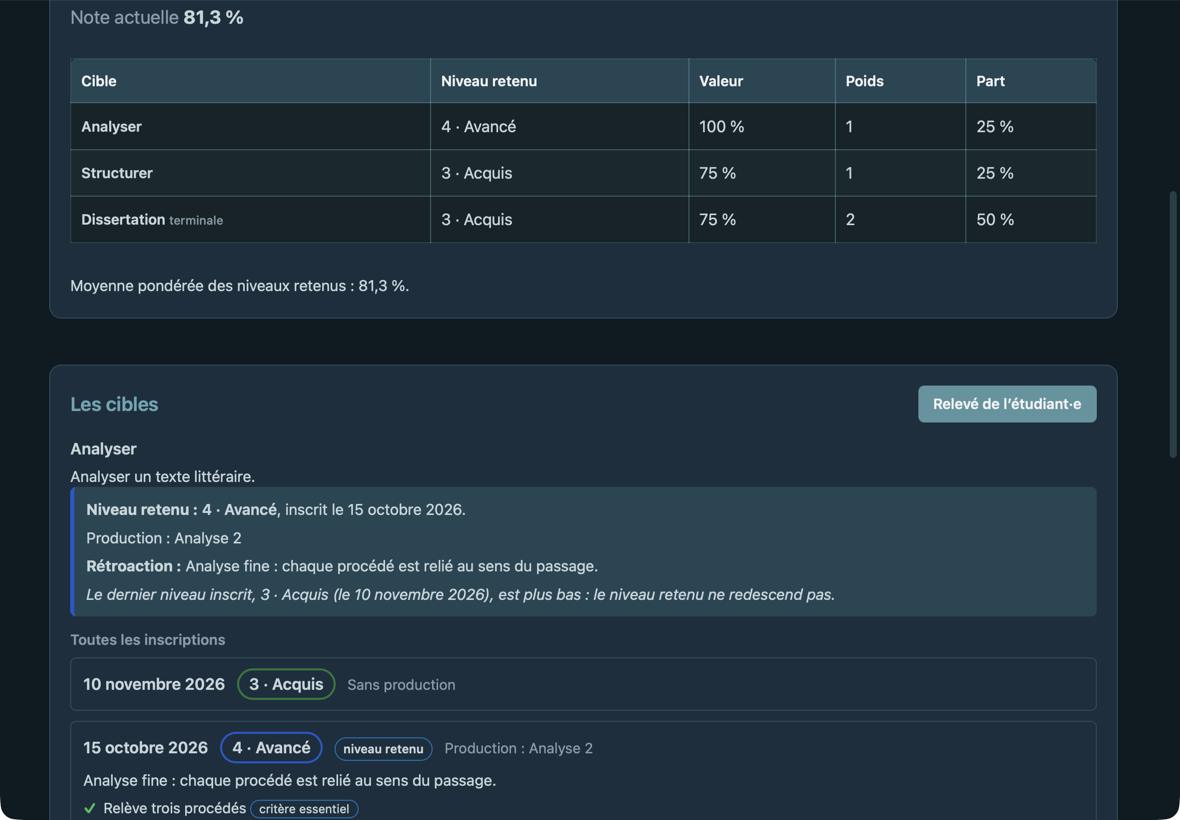 Note actuelle 81,3 %
Cible Niveau retenu Valeur Poids Part
Analyser 4 · Avancé 100 % 1 25 %
Structurer 3 · Acquis 75 % 1 25 %
Dissertation terminale 3 · Acquis 75 % 2 50 %
Moyenne pondérée des niveaux retenus : 81,3 %.
Les cibles Relevé de l’étudiant·e
Analyser
Analyser un texte littéraire.
Niveau retenu : 4 · Avancé, inscrit le 15 octobre 2026.
Production : Analyse 2
Rétroaction : Analyse fine : chaque procédé est relié au sens du passage.
Le dernier niveau inscrit, 3 · Acquis (le 10 novembre 2026), est plus bas : le niveau retenu ne redescend pas.
Toutes les inscriptions
10 novembre 2026 3 · Acquis Sans production
15 octobre 2026 4 · Avancé niveau retenu Production : Analyse 2
Analyse fine : chaque procédé est relié au sens du passage.
✓ Relève trois procédés critère essentiel